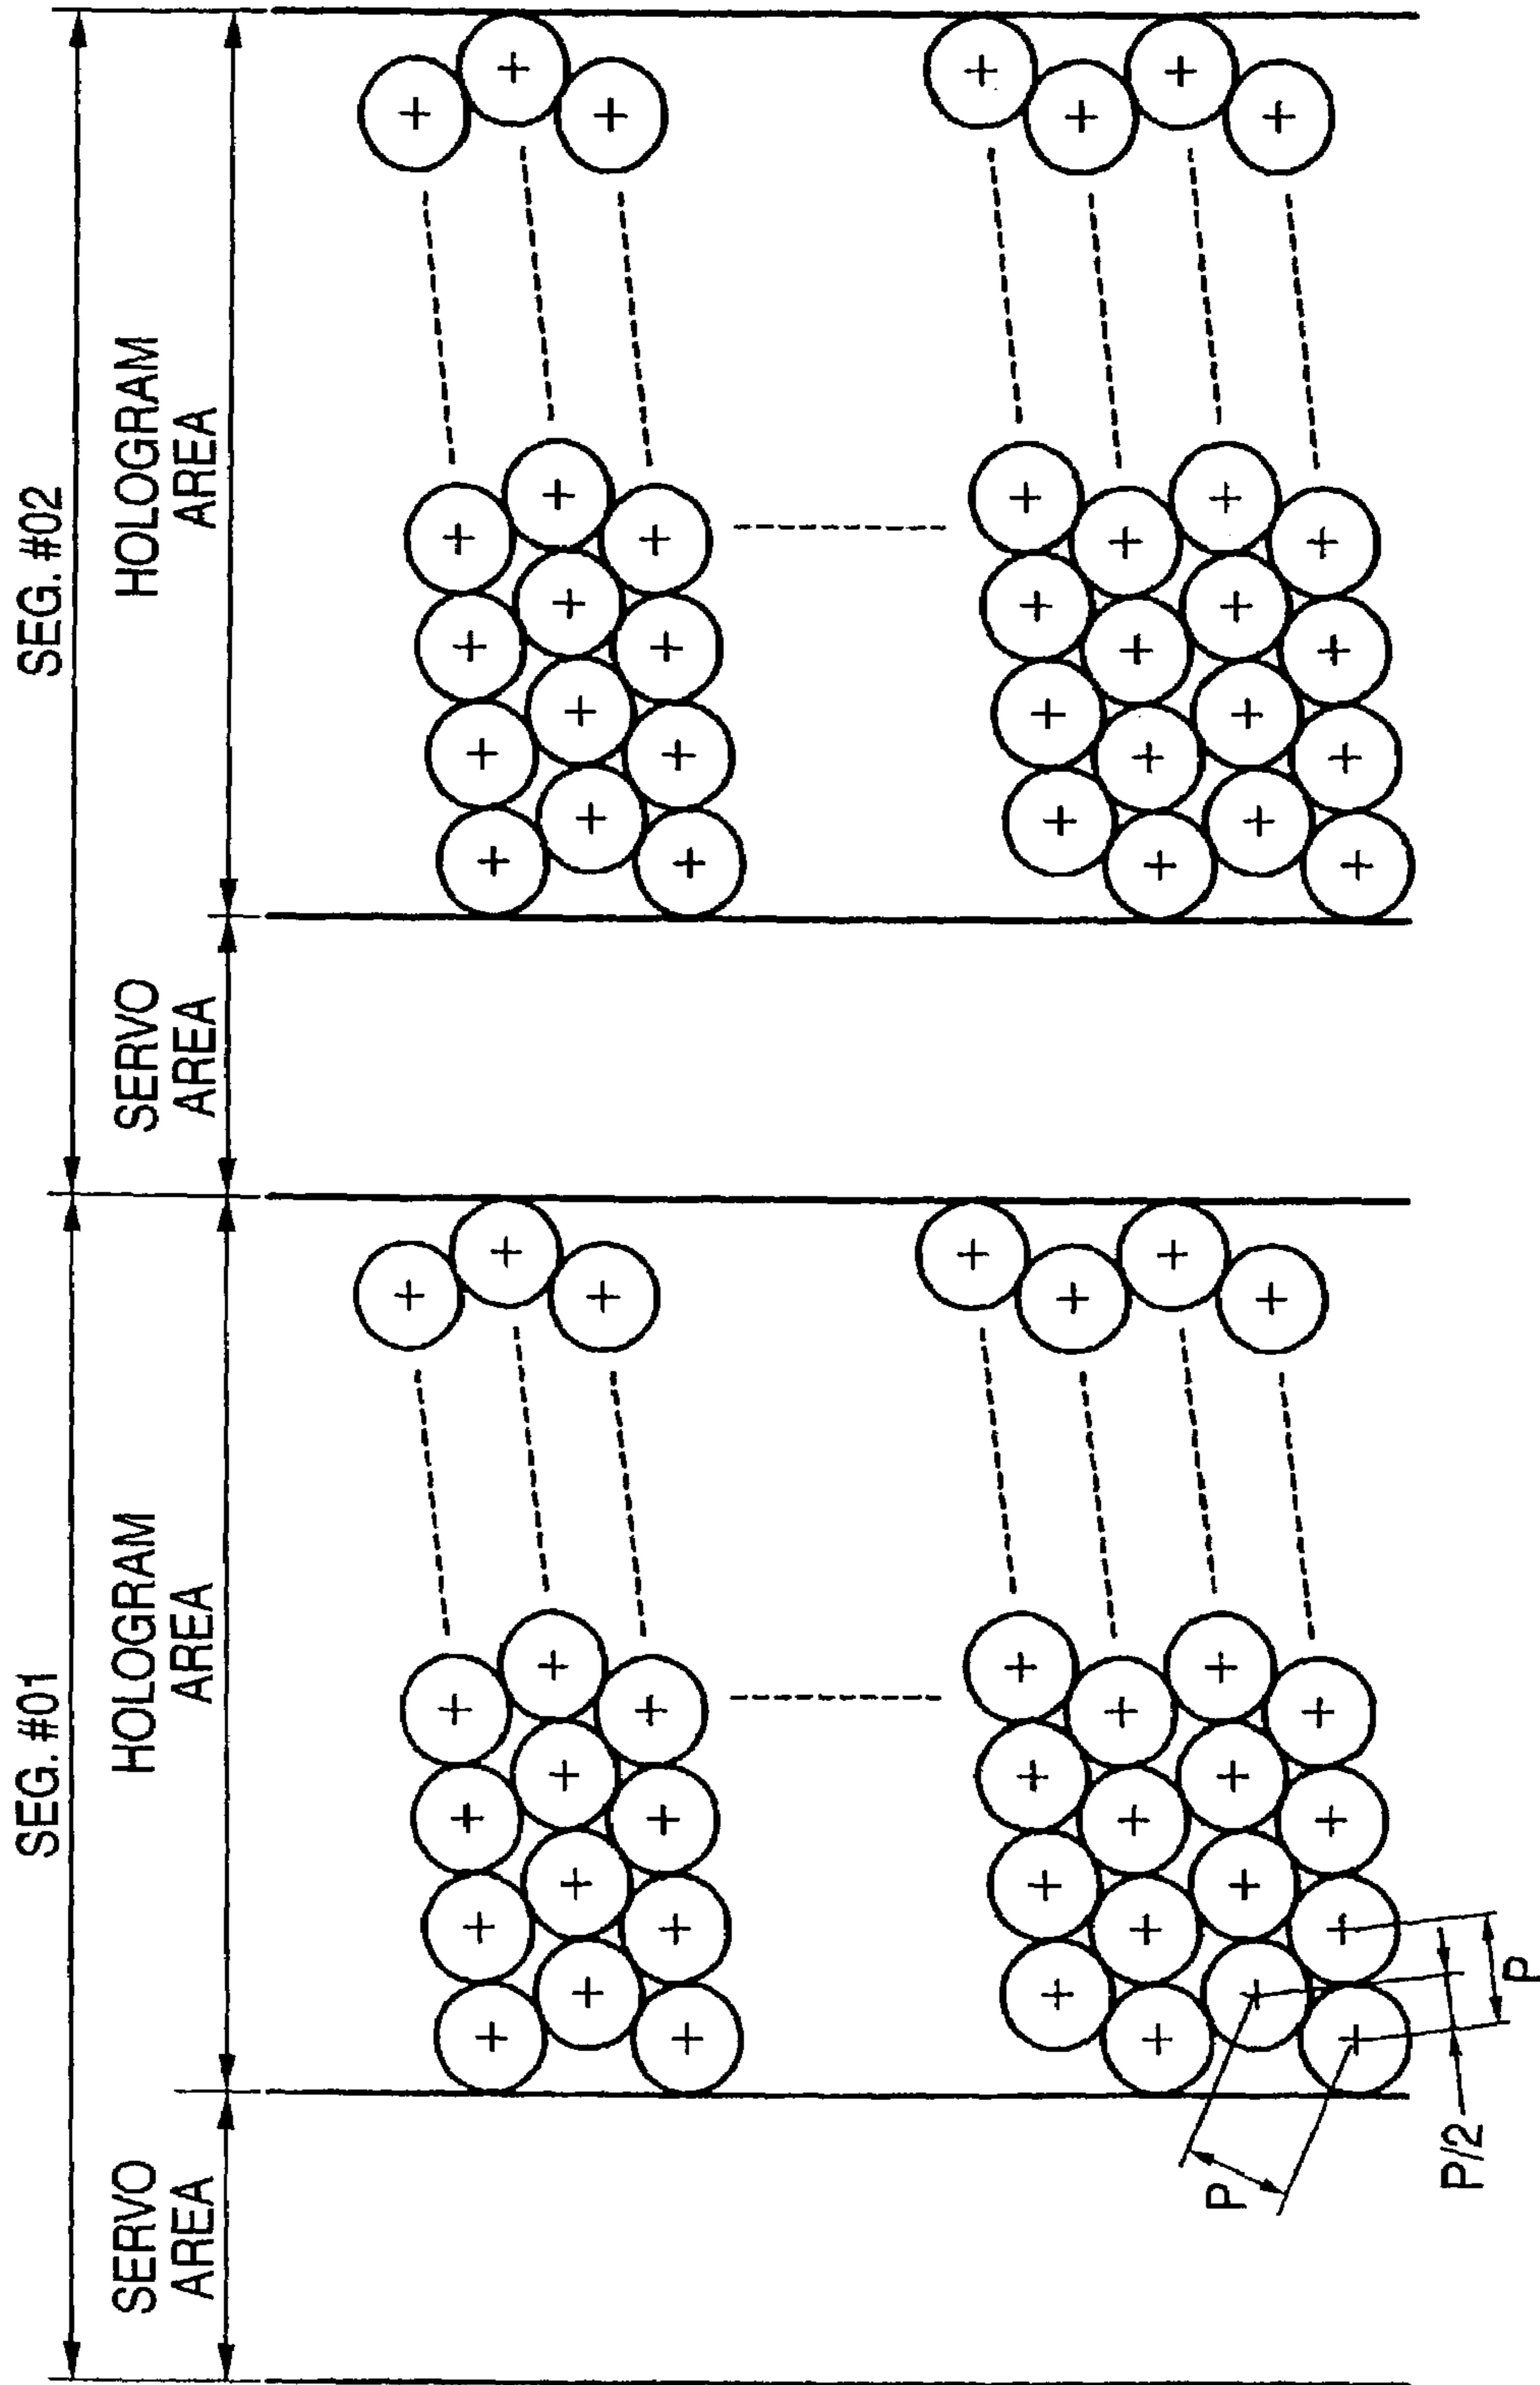 SEG. #01
SEG. #02
SERVO
AREA
HOLOGRAM
AREA
SERVO
AREA
HOLOGRAM
AREA
P
P/2
P